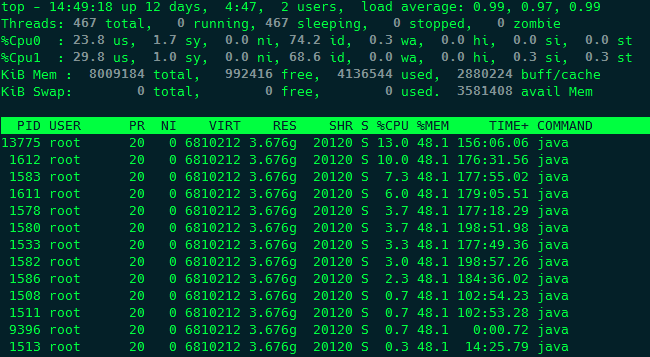 top - 14:49:18 up 12 days,  4:47,  2 users,  load average: 0.99, 0.97, 0.99
Threads: 467 total,   0 running, 467 sleeping,   0 stopped,   0 zombie
%Cpu0  : 23.8 us,  1.7 sy,  0.0 ni, 74.2 id,  0.3 wa,  0.0 hi,  0.0 si,  0.0 st
%Cpu1  : 29.8 us,  1.0 sy,  0.0 ni, 68.6 id,  0.0 wa,  0.0 hi,  0.3 si,  0.3 st
KiB Mem :  8009184 total,   992416 free,  4136544 used,  2880224 buff/cache
KiB Swap:        0 total,        0 free,        0 used.  3581408 avail Mem
PID USER      PR  NI    VIRT    RES    SHR S %CPU %MEM     TIME+ COMMAND
13775 root      20   0 6810212 3.676g  20120 S 13.0 48.1 156:06.06 java
1612 root      20   0 6810212 3.676g  20120 S 10.0 48.1 176:31.56 java
1583 root      20   0 6810212 3.676g  20120 S  7.3 48.1 177:55.02 java
1611 root      20   0 6810212 3.676g  20120 S  6.0 48.1 179:05.51 java
1578 root      20   0 6810212 3.676g  20120 S  3.7 48.1 177:18.29 java
1580 root      20   0 6810212 3.676g  20120 S  3.7 48.1 198:51.98 java
1533 root      20   0 6810212 3.676g  20120 S  3.3 48.1 177:49.36 java
1582 root      20   0 6810212 3.676g  20120 S  3.0 48.1 198:57.26 java
1586 root      20   0 6810212 3.676g  20120 S  2.3 48.1 184:36.02 java
1508 root      20   0 6810212 3.676g  20120 S  0.7 48.1 102:54.23 java
1511 root      20   0 6810212 3.676g  20120 S  0.7 48.1 102:53.28 java
9396 root      20   0 6810212 3.676g  20120 S  0.7 48.1   0:00.72 java
1513 root      20   0 6810212 3.676g  20120 S  0.3 48.1  14:25.79 java